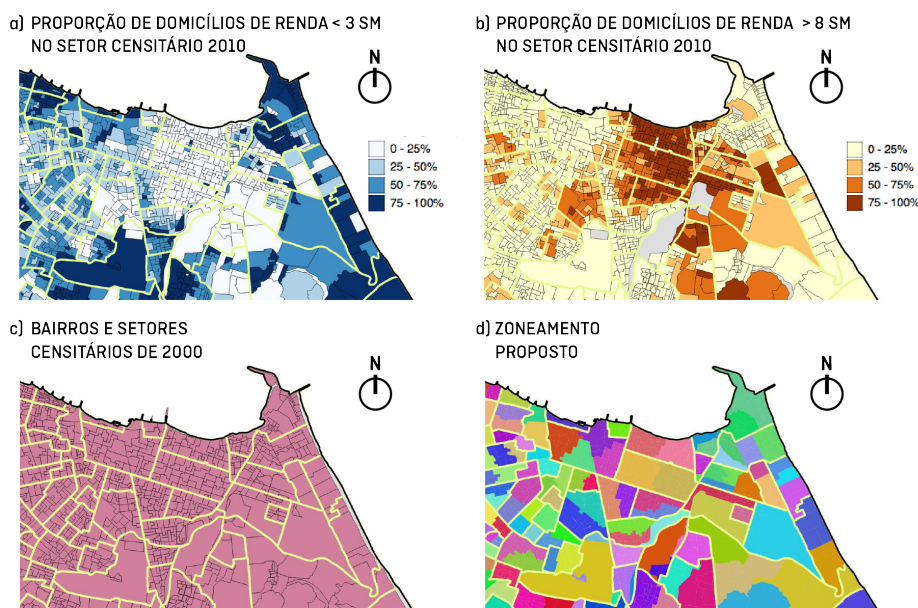 a) PROPORÇÃO DE DOMICÍLIOS DE RENDA < 3 SM
NO SETOR CENSITÁRIO 2010
N
0 - 25%
25 - 50%
50 - 75%
75 - 100%
b) PROPORÇÃO DE DOMICÍLIOS DE RENDA > 8 SM
NO SETOR CENSITÁRIO 2010
N
0 - 25%
25 - 50%
50 - 75%
75 - 100%
c) BAIRROS E SETORES
CENSITÁRIOS DE 2000
N
d) ZONEAMENTO
PROPOSTO
N